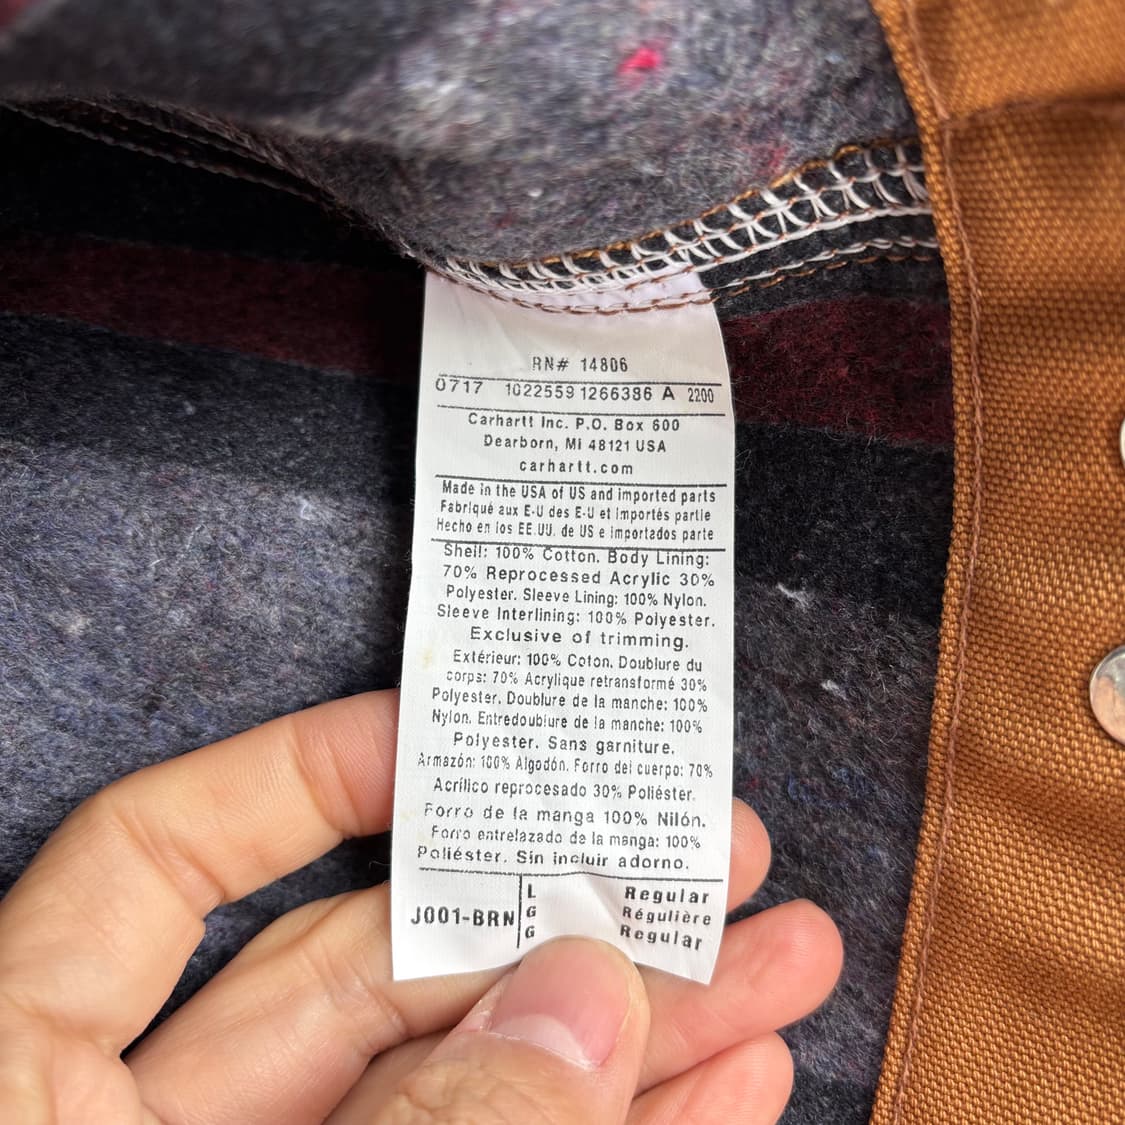 RN# 14806
0717 1022559 1266386 A 2200
Carhartt Inc. P.O. Box 600
Dearborn, MI 48121 USA
carhartt.com
Made in the USA of US and imported parts
Fabriqué aux E-U des E-U et importés partie
Hecho en los EE.UU. de US e importados parte
Shell: 100% Cotton. Body Lining:
70% Reprocessed Acrylic 30%
Polyester. Sleeve Lining: 100% Nylon.
Sleeve Interlining: 100% Polyester.
Exclusive of trimming.
Extérieur: 100% Coton. Doublure du
corps: 70% Acrylique retransformé 30%
Polyester. Doublure de la manche: 100%
Nylon. Entredoublure de la manche: 100%
Polyester. Sans garniture.
Armazón: 100% Algodón. Forro del cuerpo: 70%
Acrílico reprocesado 30% Poliéster.
Forro de la manga 100% Nilón.
Forro entrelazado de la manga: 100%
Poliéster. Sin incluir adorno.
L Regular
J001-BRN G Régulière
G Regular